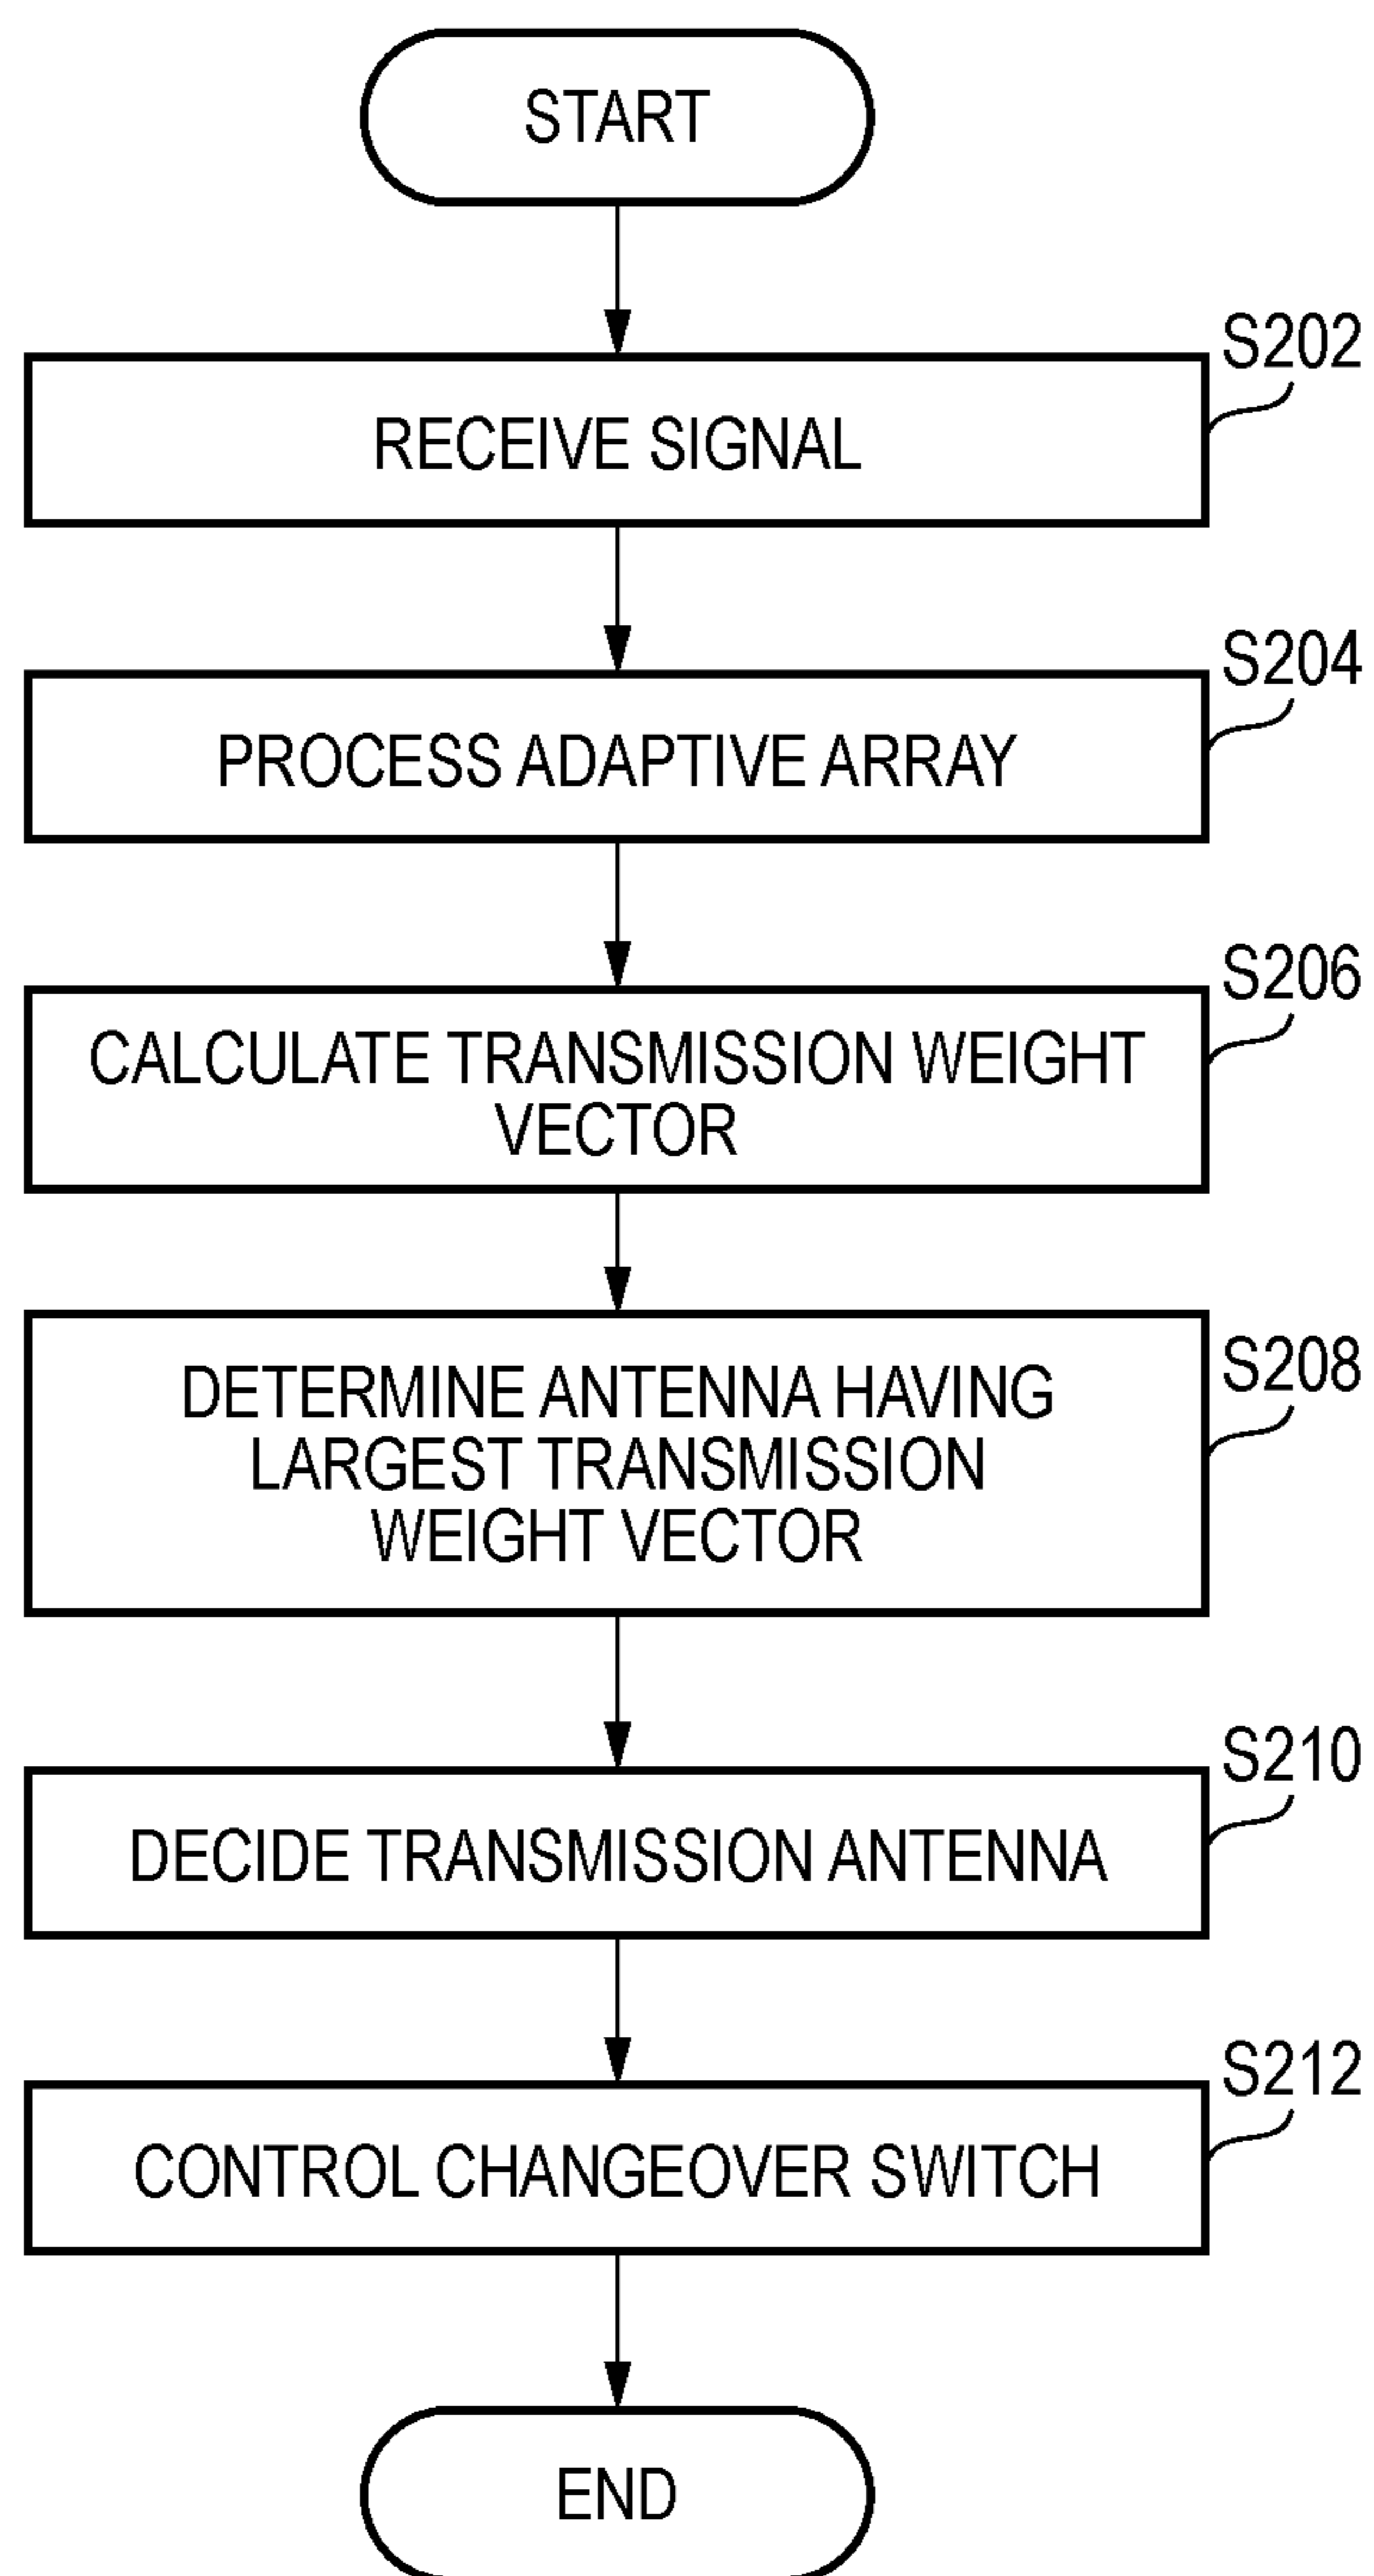 START
S202
RECEIVE SIGNAL
S204
PROCESS ADAPTIVE ARRAY
S206
CALCULATE TRANSMISSION WEIGHT
VECTOR
S208
DETERMINE ANTENNA HAVING
LARGEST TRANSMISSION
WEIGHT VECTOR
S210
DECIDE TRANSMISSION ANTENNA
S212
CONTROL CHANGEOVER SWITCH
END